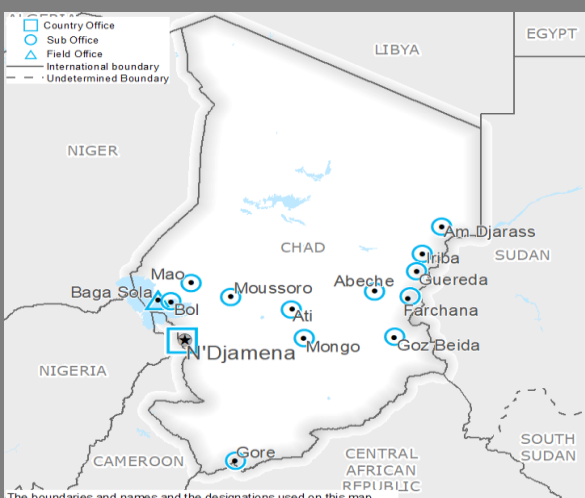 ALGERIA
Country Office
Sub Office
Field Office
International boundary
Undetermined Boundary
LIBYA
EGYPT
NIGER
CHAD
Am Djarass
SUDAN
Iriba
Guereda
Mao
Abeche
Moussoro
Baga Sola
Bol
Farchana
Ati
N'Djamena
Mongo
Goz Beida
NIGERIA
SOUTH
SUDAN
Gore
CAMEROON
CENTRAL
AFRICAN
REPUBLIC
The boundaries and names and the designations used on this map